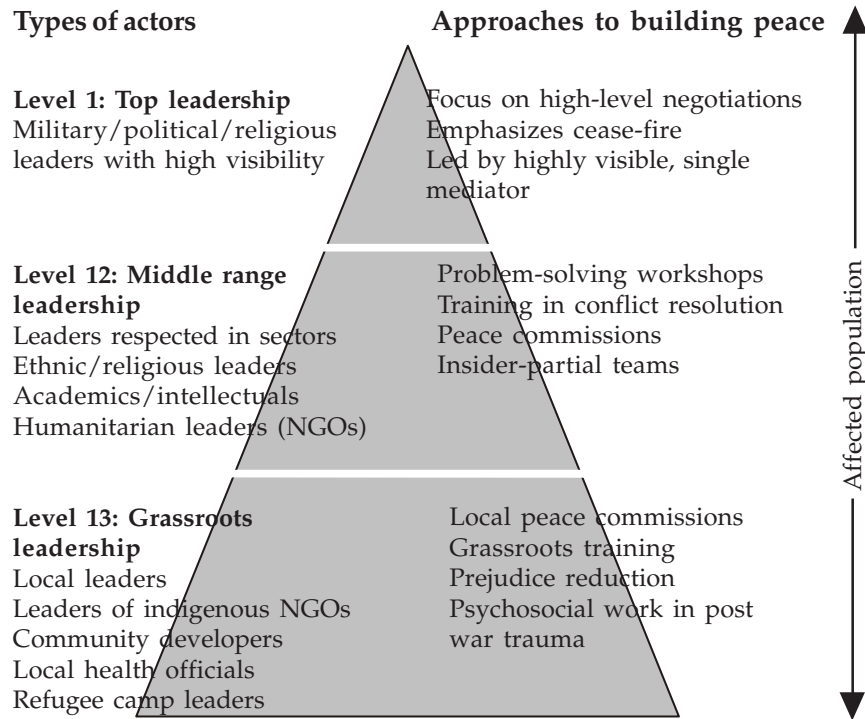 Types of actors
Approaches to building peace
Level 1: Top leadership
Military/political/religious
leaders with high visibility
Focus on high-level negotiations
Emphasizes cease-fire
Led by highly visible, single
mediator
Level 12: Middle range
leadership
Leaders respected in sectors
Ethnic/religious leaders
Academics/intellectuals
Humanitarian leaders (NGOs)
Problem-solving workshops
Training in conflict resolution
Peace commissions
Insider-partial teams
Level 13: Grassroots
leadership
Local leaders
Leaders of indigenous NGOs
Community developers
Local health officials
Refugee camp leaders
Local peace commissions
Grassroots training
Prejudice reduction
Psychosocial work in post
war trauma
Affected population